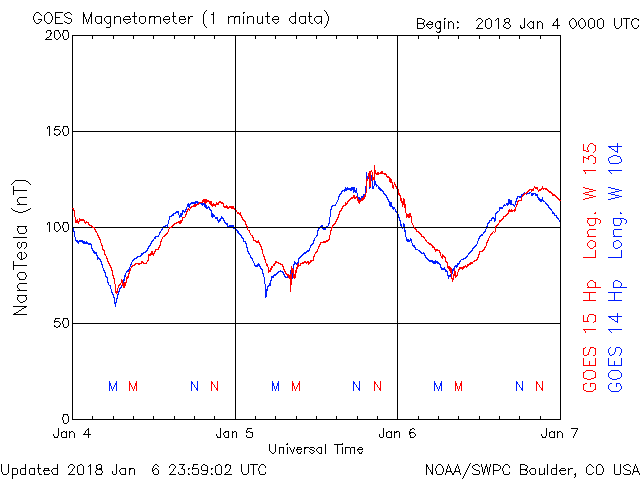 GOES Magnetometer (1 minute data)
Begin: 2018 Jan 4 0000 UTC
200
150
100
50
0
NanoTesla (nT)
M M N N M M N N M M N N
Jan 4 Jan 5 Jan 6 Jan 7
Universal Time
GOES 15 Hp Long. W 135
GOES 14 Hp Long. W 104
Updated 2018 Jan 6 23:59:02 UTC
NOAA/SWPC Boulder, CO USA